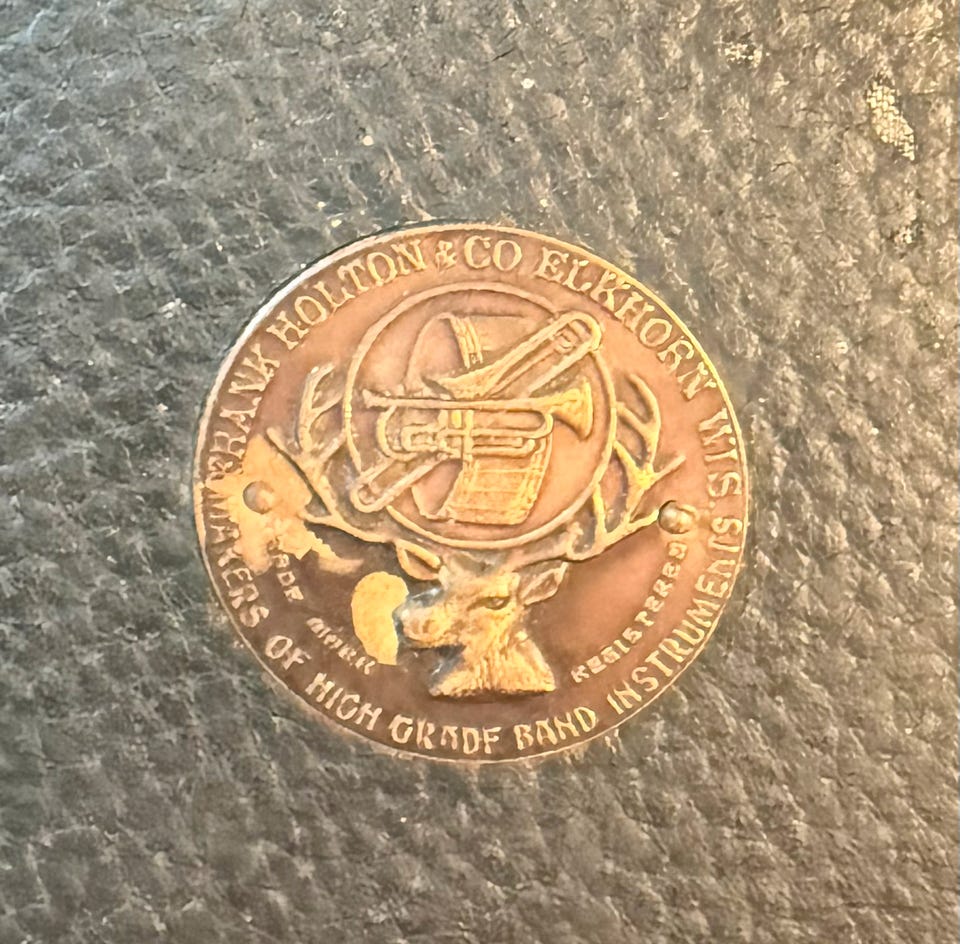 FRANK HOLTON & CO ELKHORN WIS.
MAKERS OF HIGH GRADE BAND INSTRUMENTS
TRADE MARK
REGISTERED